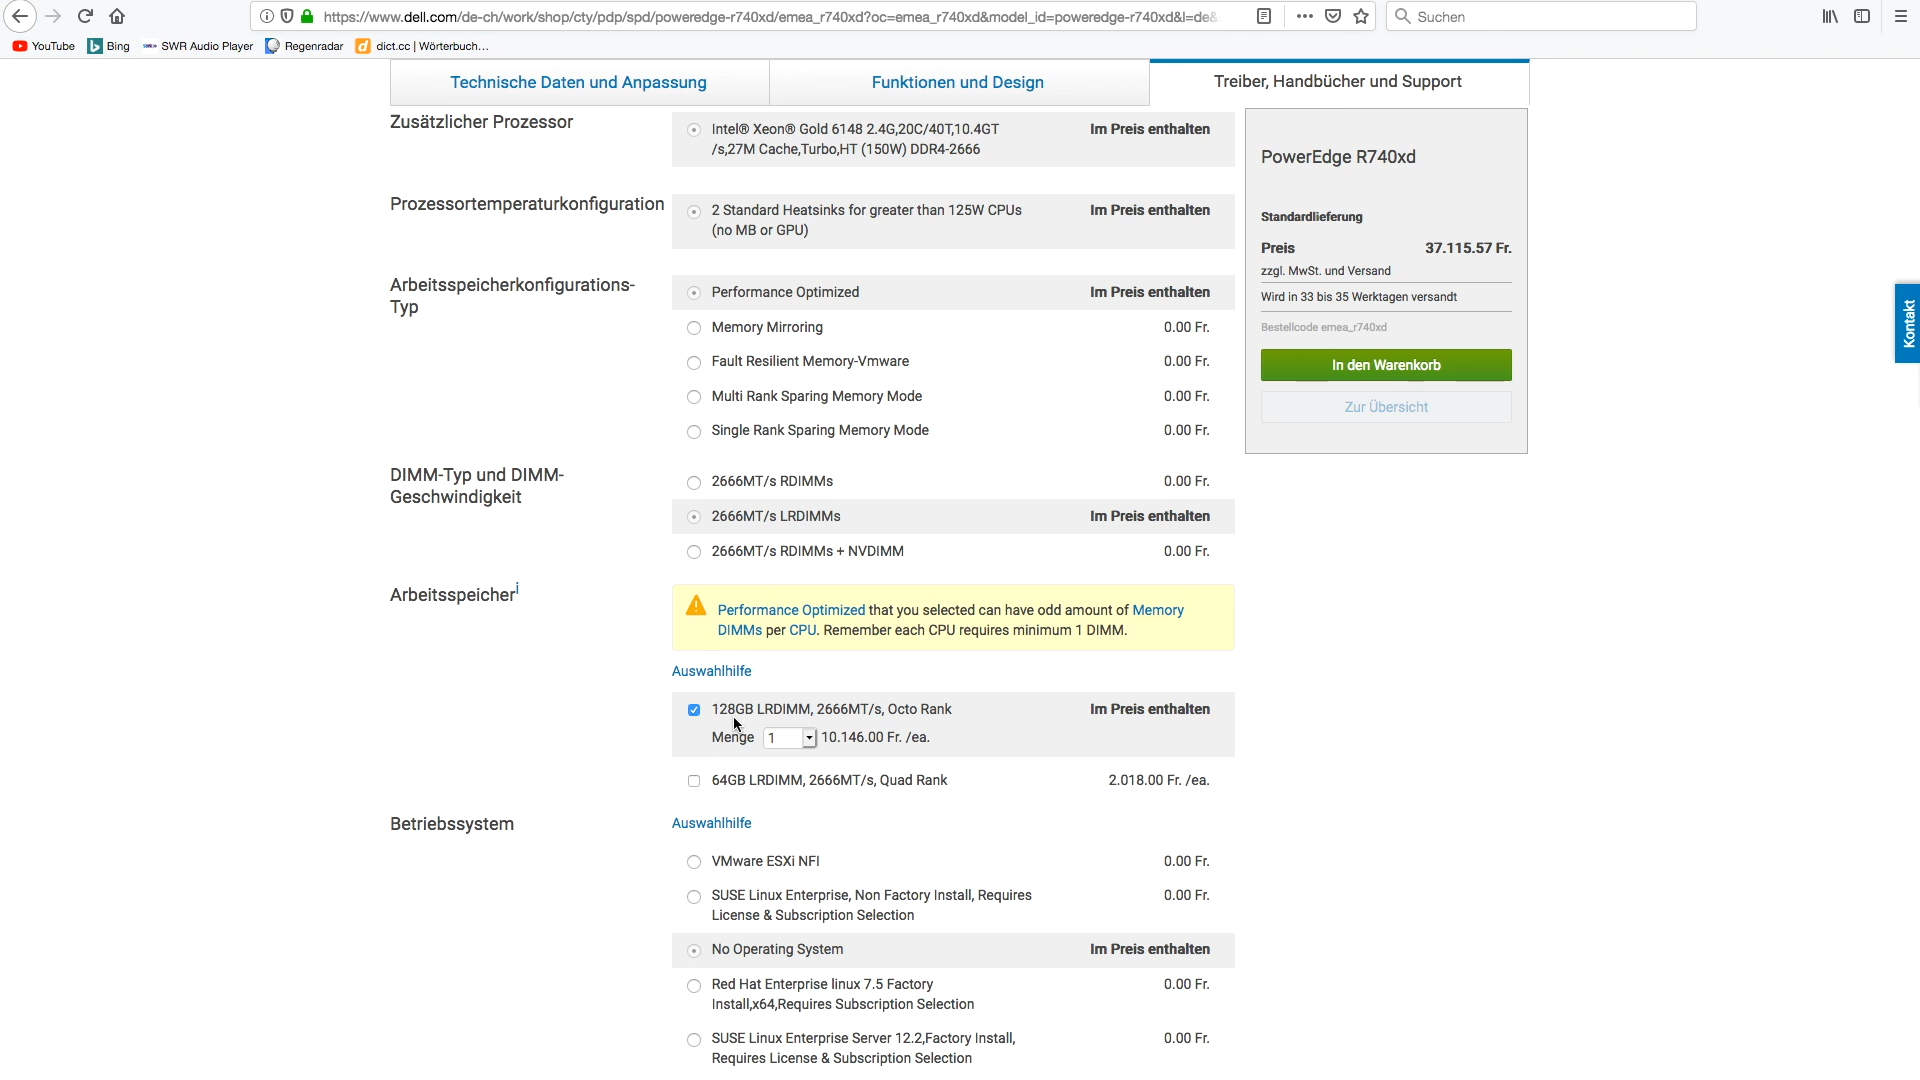 https://www.dell.com/de-ch/work/shop/cty/pdp/spd/poweredge-r740xd/emea_r740xd?oc=emea_r740xd&model_id=poweredge-r740xd&l=de&
Suchen
YouTube
Bing
SWR Audio Player
Regenradar
dict.cc | Wörterbuch...
Technische Daten und Anpassung
Funktionen und Design
Treiber, Handbücher und Support
Zusätzlicher Prozessor
Intel® Xeon® Gold 6148 2.4G,20C/40T,10.4GT
/s,27M Cache,Turbo,HT (150W) DDR4-2666
Im Preis enthalten
Prozessortemperaturkonfiguration
2 Standard Heatsinks for greater than 125W CPUs
(no MB or GPU)
Im Preis enthalten
Arbeitsspeicherkonfigurations-
Typ
Performance Optimized
Im Preis enthalten
Memory Mirroring
0.00 Fr.
Fault Resilient Memory-Vmware
0.00 Fr.
Multi Rank Sparing Memory Mode
0.00 Fr.
Single Rank Sparing Memory Mode
0.00 Fr.
DIMM-Typ und DIMM-
Geschwindigkeit
2666MT/s RDIMMs
0.00 Fr.
2666MT/s LRDIMMs
Im Preis enthalten
2666MT/s RDIMMs + NVDIMM
0.00 Fr.
Arbeitsspeicher i
Performance Optimized that you selected can have odd amount of Memory
DIMMs per CPU. Remember each CPU requires minimum 1 DIMM.
Auswahlhilfe
128GB LRDIMM, 2666MT/s, Octo Rank
Im Preis enthalten
Menge 1 10.146.00 Fr. /ea.
64GB LRDIMM, 2666MT/s, Quad Rank
2.018.00 Fr. /ea.
Betriebssystem
Auswahlhilfe
VMware ESXi NFI
0.00 Fr.
SUSE Linux Enterprise, Non Factory Install, Requires
License & Subscription Selection
0.00 Fr.
No Operating System
Im Preis enthalten
Red Hat Enterprise linux 7.5 Factory
Install,x64,Requires Subscription Selection
0.00 Fr.
SUSE Linux Enterprise Server 12.2,Factory Install,
Requires License & Subscription Selection
0.00 Fr.
PowerEdge R740xd
Standardlieferung
Preis
37.115.57 Fr.
zzgl. MwSt. und Versand
Wird in 33 bis 35 Werktagen versandt
Bestellcode emea_r740xd
In den Warenkorb
Zur Übersicht
Kontakt